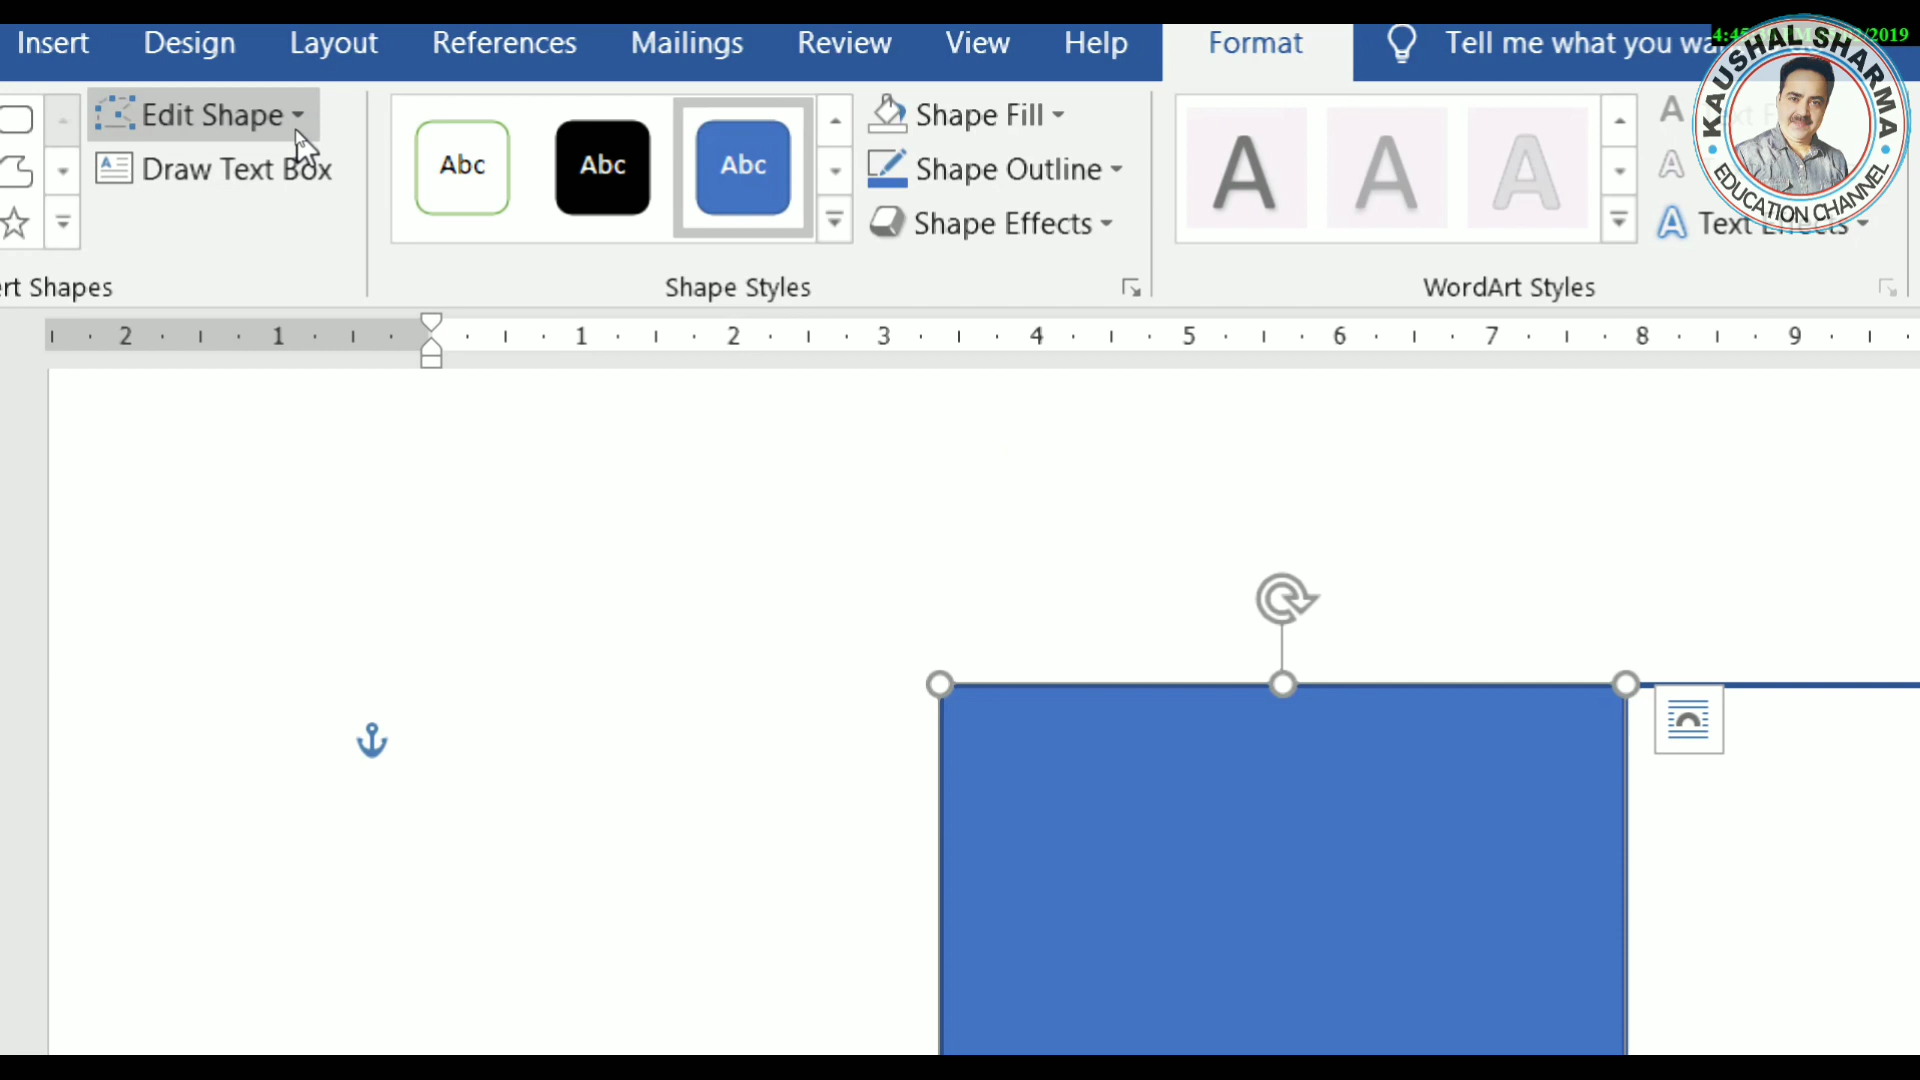 Insert Design Layout References Mailings Review View Help Format Tell me what you
Edit Shape
Draw Text Box
Abc Abc Abc
Shape Fill
Shape Outline
Shape Effects
A A A
Text Effects
Shapes
Shape Styles
WordArt Styles
2 1 1 2 3 4 5 6 7 8 9
KAUSHAL SHARMA
EDUCATION CHANNEL
/2019